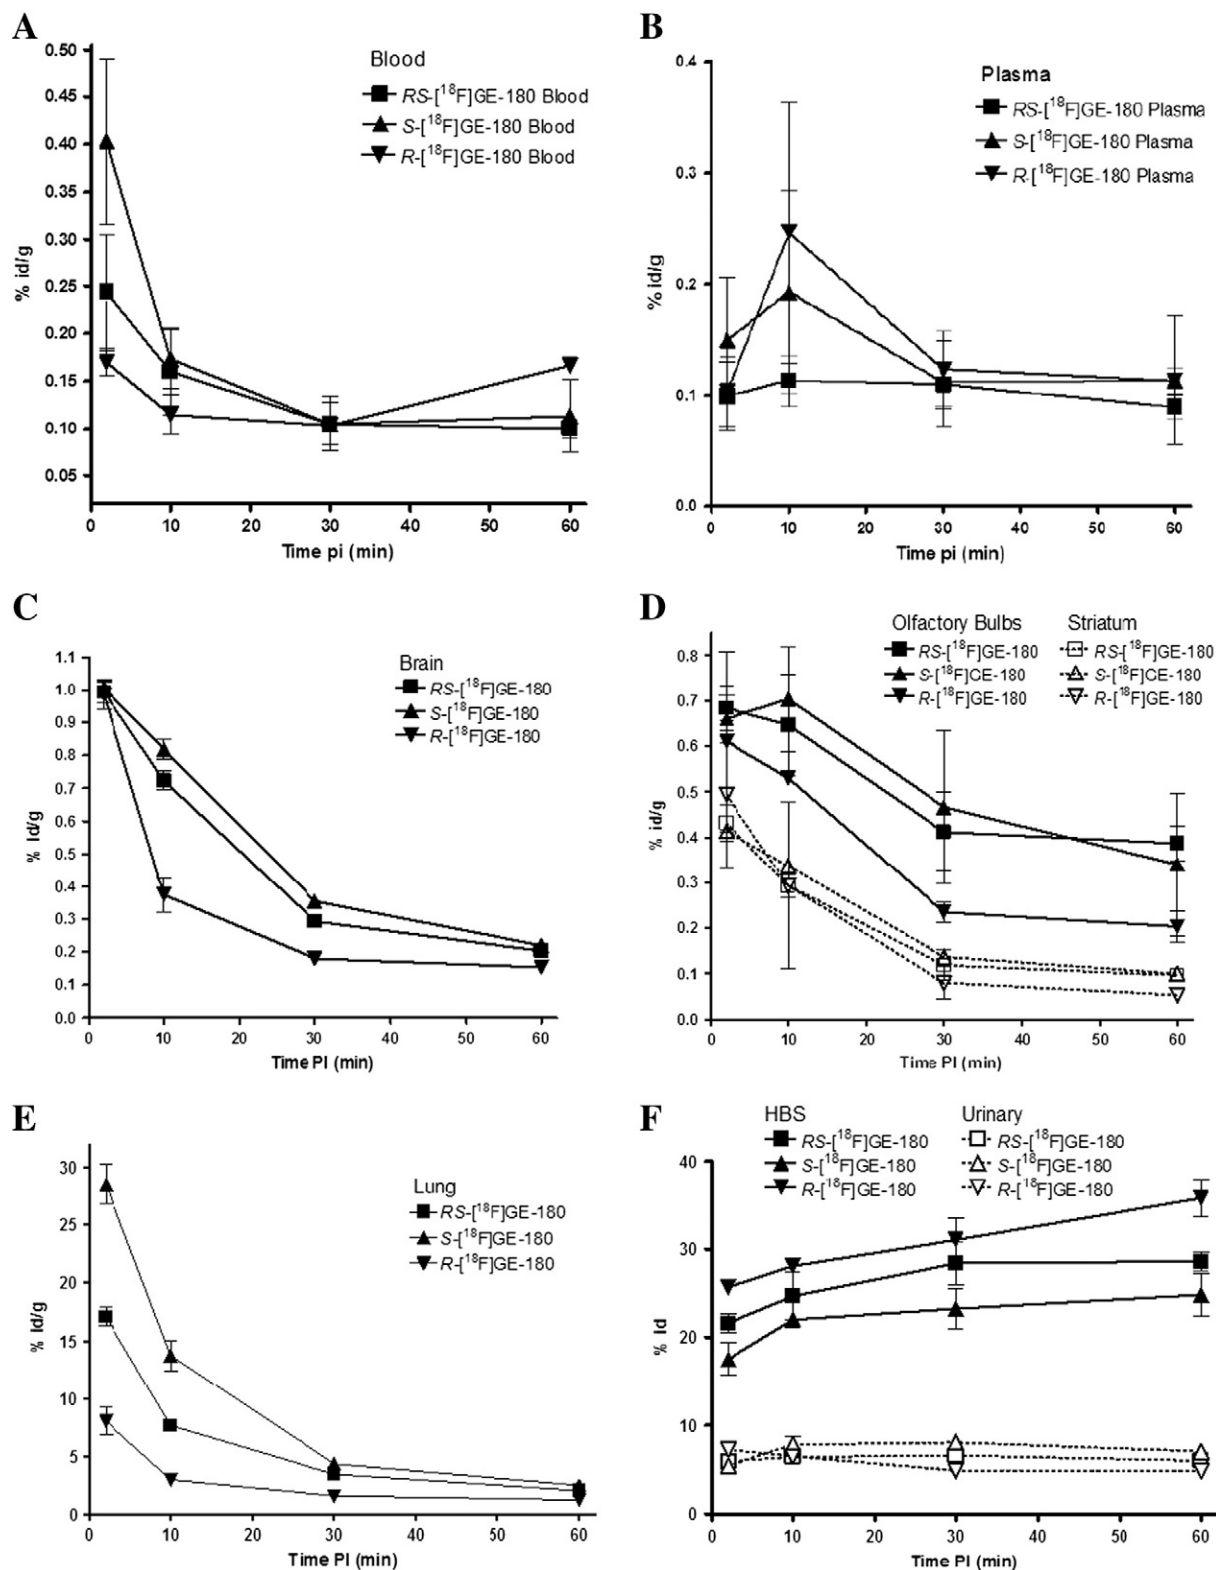 A
Blood
RS-[18F]GE-180 Blood
S-[18F]GE-180 Blood
R-[18F]GE-180 Blood
% id/g
0.50
0.45
0.40
0.35
0.30
0.25
0.20
0.15
0.10
0.05
0 10 20 30 40 50 60
Time pi (min)
B
Plasma
RS-[18F]GE-180 Plasma
S-[18F]GE-180 Plasma
R-[18F]GE-180 Plasma
% id/g
0.4
0.3
0.2
0.1
0.0
0 10 20 30 40 50 60
Time pi (min)
C
Brain
RS-[18F]GE-180
S-[18F]GE-180
R-[18F]GE-180
% Id/g
1.1
1.0
0.9
0.8
0.7
0.6
0.5
0.4
0.3
0.2
0.1
0.0
0 10 20 30 40 50 60
Time PI (min)
D
Olfactory Bulbs Striatum
RS-[18F]GE-180 RS-[18F]GE-180
S-[18F]GE-180 S-[18F]GE-180
R-[18F]GE-180 R-[18F]GE-180
% id/g
0.8
0.7
0.6
0.5
0.4
0.3
0.2
0.1
0.0
0 10 20 30 40 50 60
Time PI (min)
E
Lung
RS-[18F]GE-180
S-[18F]GE-180
R-[18F]GE-180
% Id/g
30
25
20
15
10
5
0
0 10 20 30 40 50 60
Time PI (min)
F
HBS Urinary
RS-[18F]GE-180 RS-[18F]GE-180
S-[18F]GE-180 S-[18F]GE-180
R-[18F]GE-180 R-[18F]GE-180
% Id
40
30
20
10
0
0 10 20 30 40 50 60
Time PI (min)